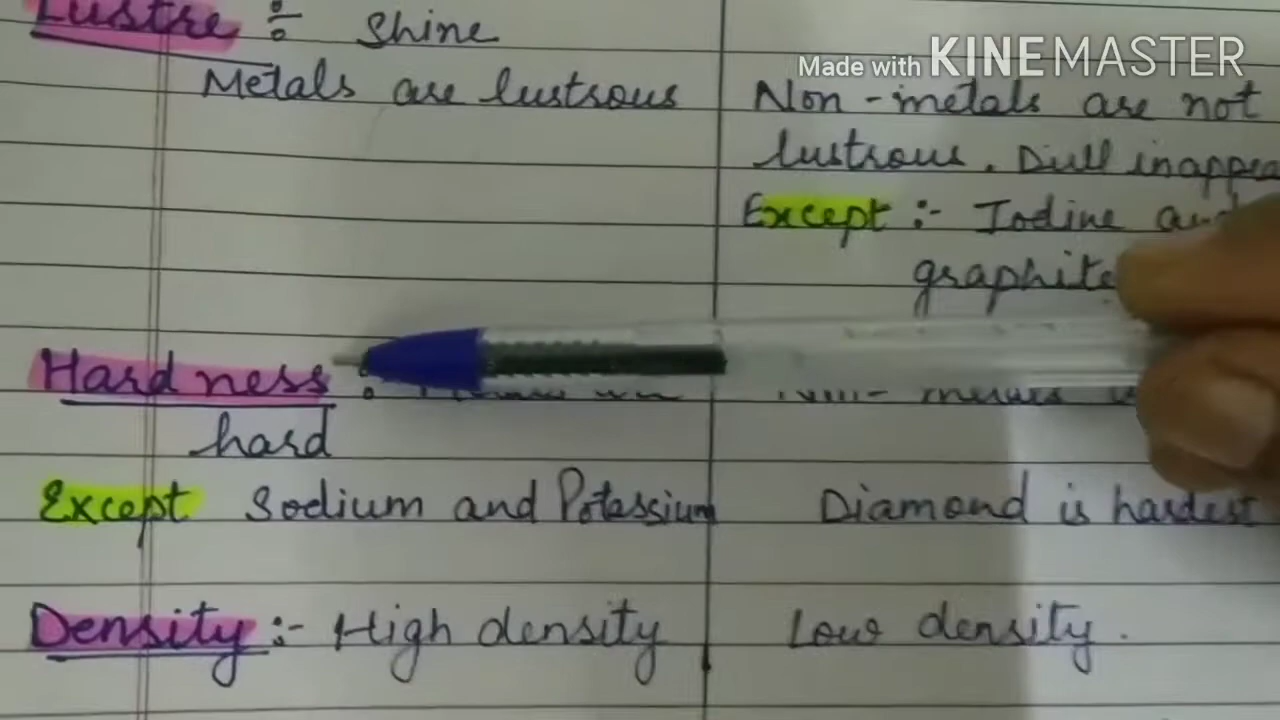 Lustre : Shine
Made with KINEMASTER
Metals are lustrous
Non-metals are not
lustrous. Dull in appea
Except :- Iodine
graphite
Hardness :
hard
Except Sodium and Potassium
Diamond is hardest
Density :- High density
Low density.